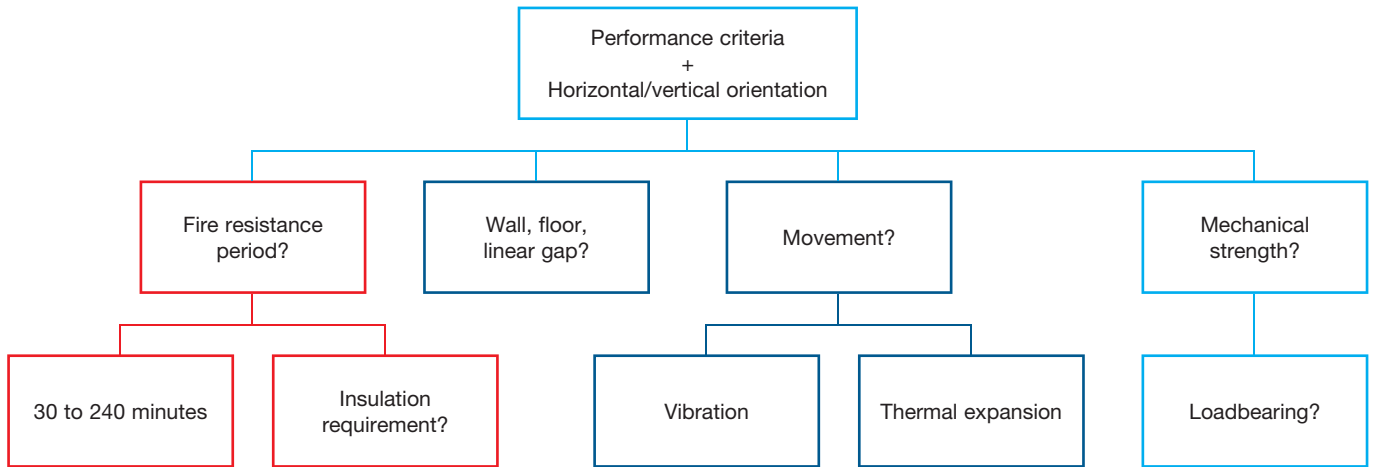 Performance criteria
+
Horizontal/vertical orientation
Fire resistance
period?
Wall, floor,
linear gap?
Movement?
Mechanical
strength?
30 to 240 minutes
Insulation
requirement?
Vibration
Thermal expansion
Loadbearing?